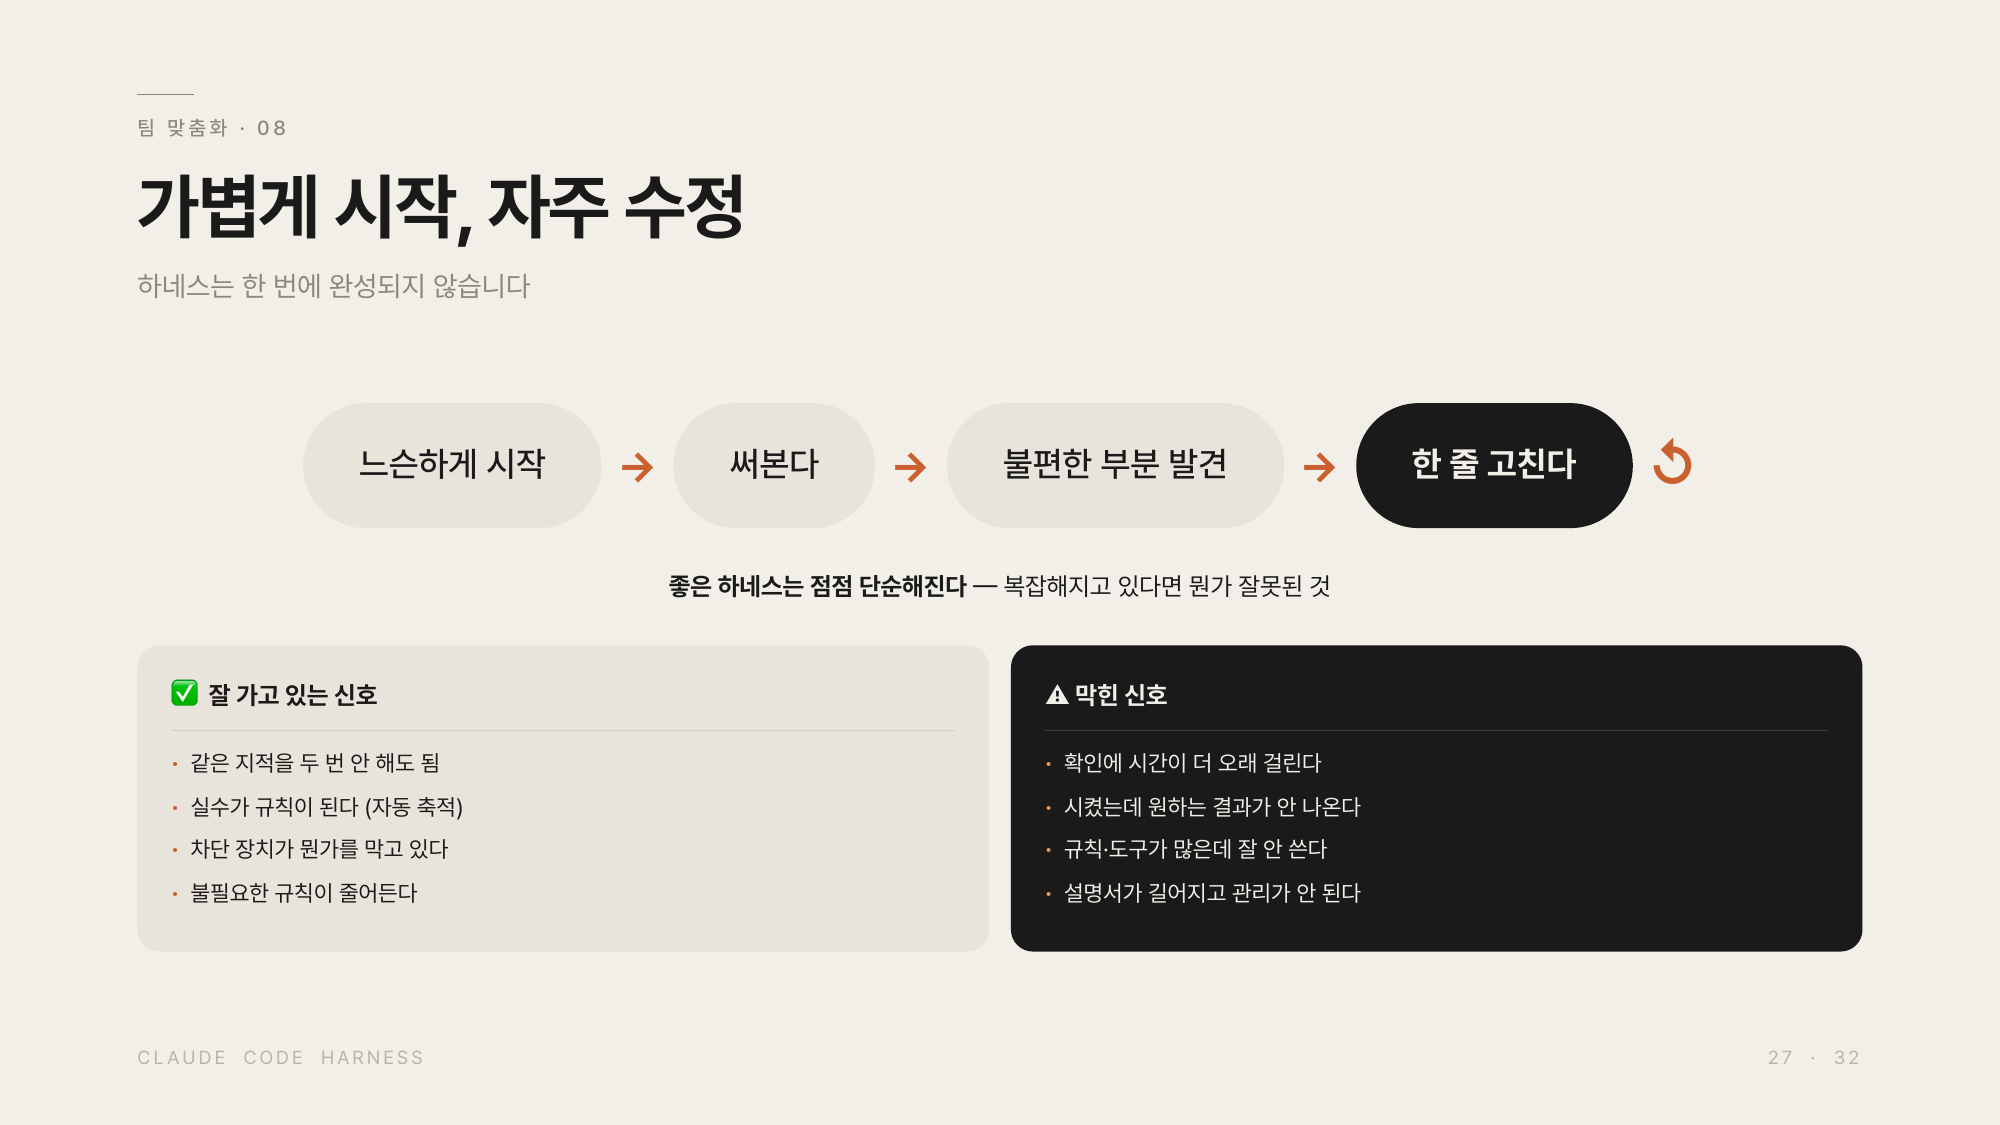 팀 맞춤화 · 08
가볍게 시작, 자주 수정
하네스는 한 번에 완성되지 않습니다
느슨하게 시작 → 써본다 → 불편한 부분 발견 → 한 줄 고친다 ↺
좋은 하네스는 점점 단순해진다 — 복잡해지고 있다면 뭔가 잘못된 것
✅ 잘 가고 있는 신호
• 같은 지적을 두 번 안 해도 됨
• 실수가 규칙이 된다 (자동 축적)
• 차단 장치가 뭔가를 막고 있다
• 불필요한 규칙이 줄어든다
⚠ 막힌 신호
• 확인에 시간이 더 오래 걸린다
• 시켰는데 원하는 결과가 안 나온다
• 규칙·도구가 많은데 잘 안 쓴다
• 설명서가 길어지고 관리가 안 된다
CLAUDE CODE HARNESS
27 · 32